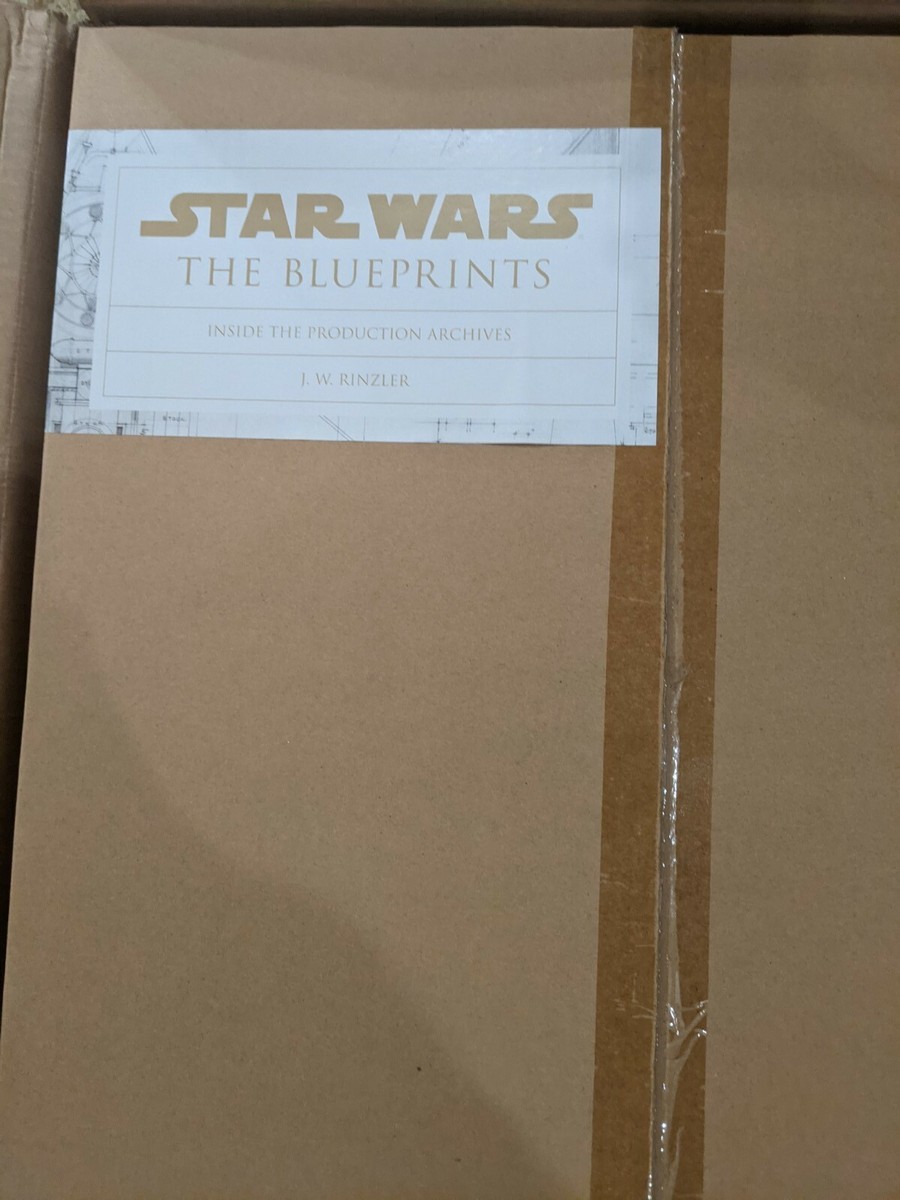 STAR WARS
THE BLUEPRINTS
INSIDE THE PRODUCTION ARCHIVES
J. W. RINZLER